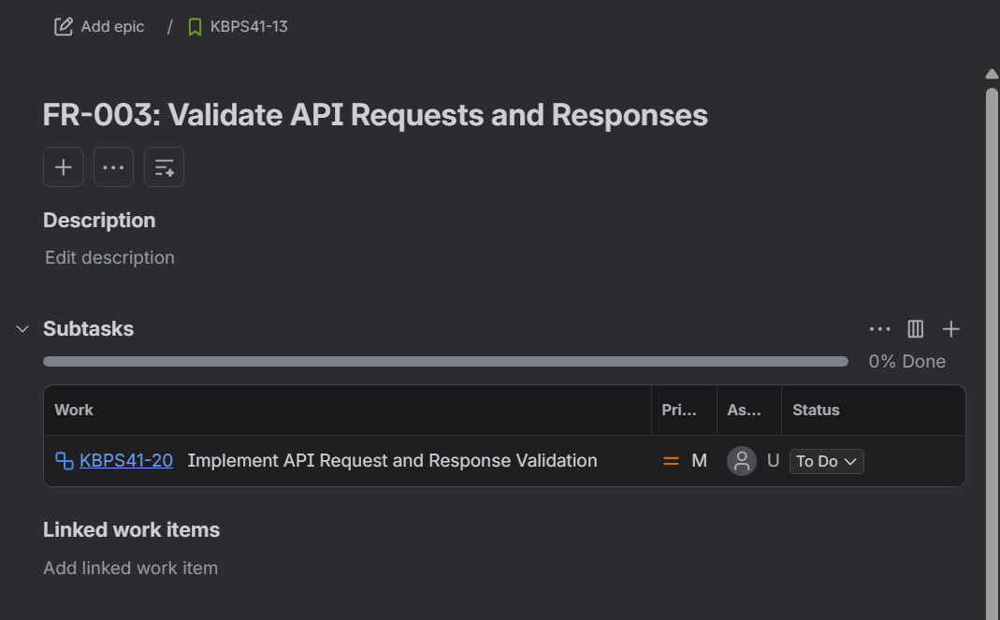 Add epic / KBPS41-13
FR-003: Validate API Requests and Responses
Description
Edit description
Subtasks
0% Done
Work Pri... As... Status
KBPS41-20 Implement API Request and Response Validation M U To Do
Linked work items
Add linked work item